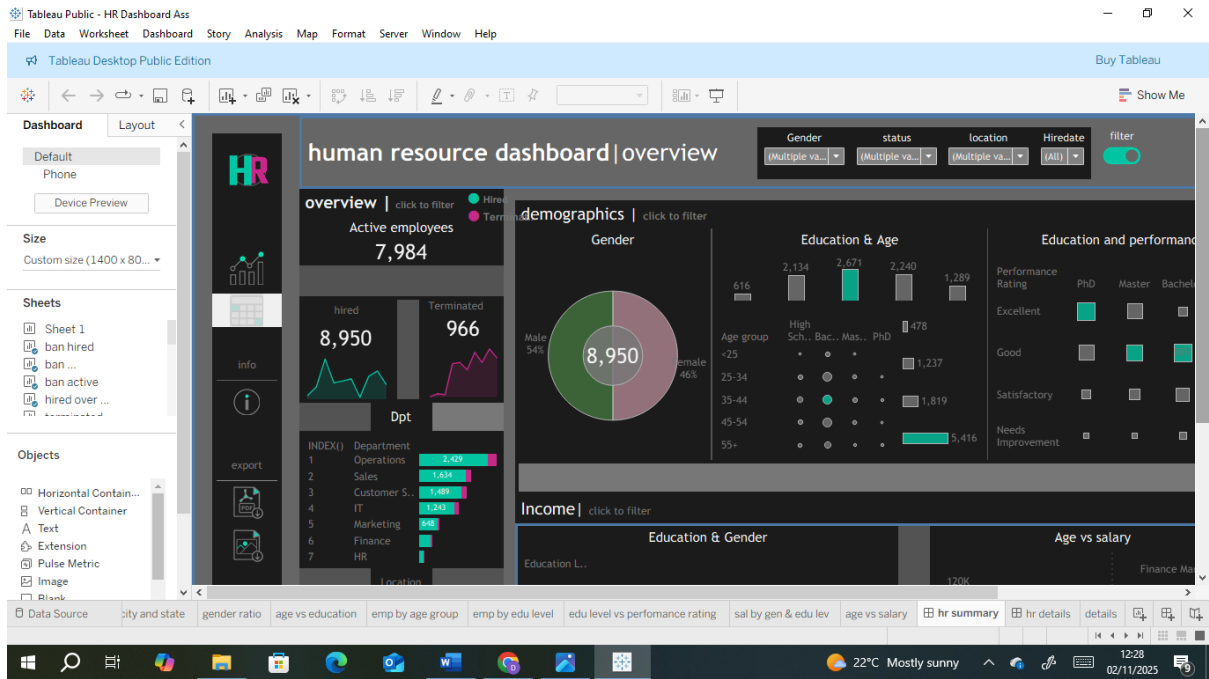 Tableau Public - HR Dashboard Ass
File Data Worksheet Dashboard Story Analysis Map Format Server Window Help
Tableau Desktop Public Edition
Buy Tableau
Show Me
Dashboard Layout
Default
Phone
Device Preview
Size
Custom size (1400 x 80...
Sheets
Sheet 1
ban hired
ban ...
ban active
hired over ...
terminated
Objects
Horizontal Contain...
Vertical Container
Text
Extension
Pulse Metric
Image
Blank
HR
info
export
PDF
human resource dashboard|overview
Gender status location Hiredate filter
(Multiple va... (Multiple va... (Multiple va... (All)
overview | click to filter
Hired
Termin
Active employees
7,984
hired
8,950
Terminated
966
Dpt
INDEX() Department
1 Operations 2,429
2 Sales 1,634
3 Customer S.. 1,489
4 IT 1,243
5 Marketing 648
6 Finance
7 HR
Location
demographics | click to filter
Gender
Male
54%
8,950
emale
46%
Education & Age
616 2,134 2,671 2,240 1,289
Age group High Sch.. Bac.. Mas.. PhD
478
<25
1,237
25-34
35-44 1,819
45-54
55+ 5,416
Education and performanc
Performance Rating PhD Master Bachel
Excellent
Good
Satisfactory
Needs
Improvement
Income| click to filter
Education & Gender
Education L..
Age vs salary
Finance Ma
120K
Data Source city and state gender ratio age vs education emp by age group emp by edu level edu level vs perfomance rating sal by gen & edu lev age vs salary hr summary hr details details
22°C Mostly sunny
12:28
02/11/2025
9